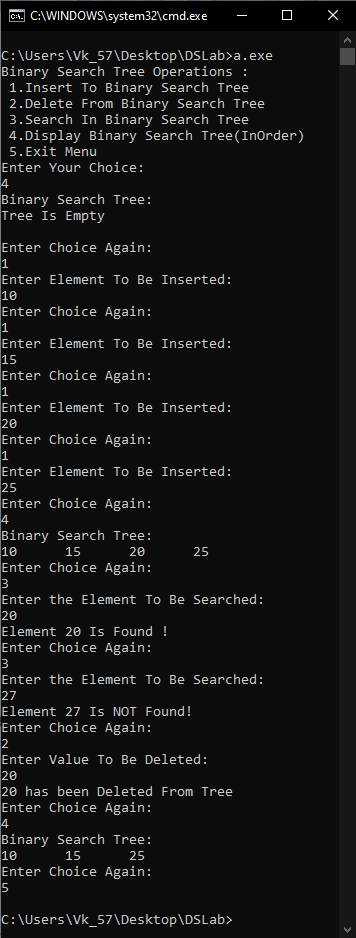 C:\WINDOWS\system32\cmd.exe
C:\Users\Vk_57\Desktop\DSLab>a.exe
Binary Search Tree Operations :
 1.Insert To Binary Search Tree
 2.Delete From Binary Search Tree
 3.Search In Binary Search Tree
 4.Display Binary Search Tree(InOrder)
 5.Exit Menu
Enter Your Choice:
4
Binary Search Tree:
Tree Is Empty
Enter Choice Again:
1
Enter Element To Be Inserted:
10
Enter Choice Again:
1
Enter Element To Be Inserted:
15
Enter Choice Again:
1
Enter Element To Be Inserted:
20
Enter Choice Again:
1
Enter Element To Be Inserted:
25
Enter Choice Again:
4
Binary Search Tree:
10      15      20      25
Enter Choice Again:
3
Enter the Element To Be Searched:
20
Element 20 Is Found !
Enter Choice Again:
3
Enter the Element To Be Searched:
27
Element 27 Is NOT Found!
Enter Choice Again:
2
Enter Value To Be Deleted:
20
20 has been Deleted From Tree
Enter Choice Again:
4
Binary Search Tree:
10      15      25
Enter Choice Again:
5
C:\Users\Vk_57\Desktop\DSLab>